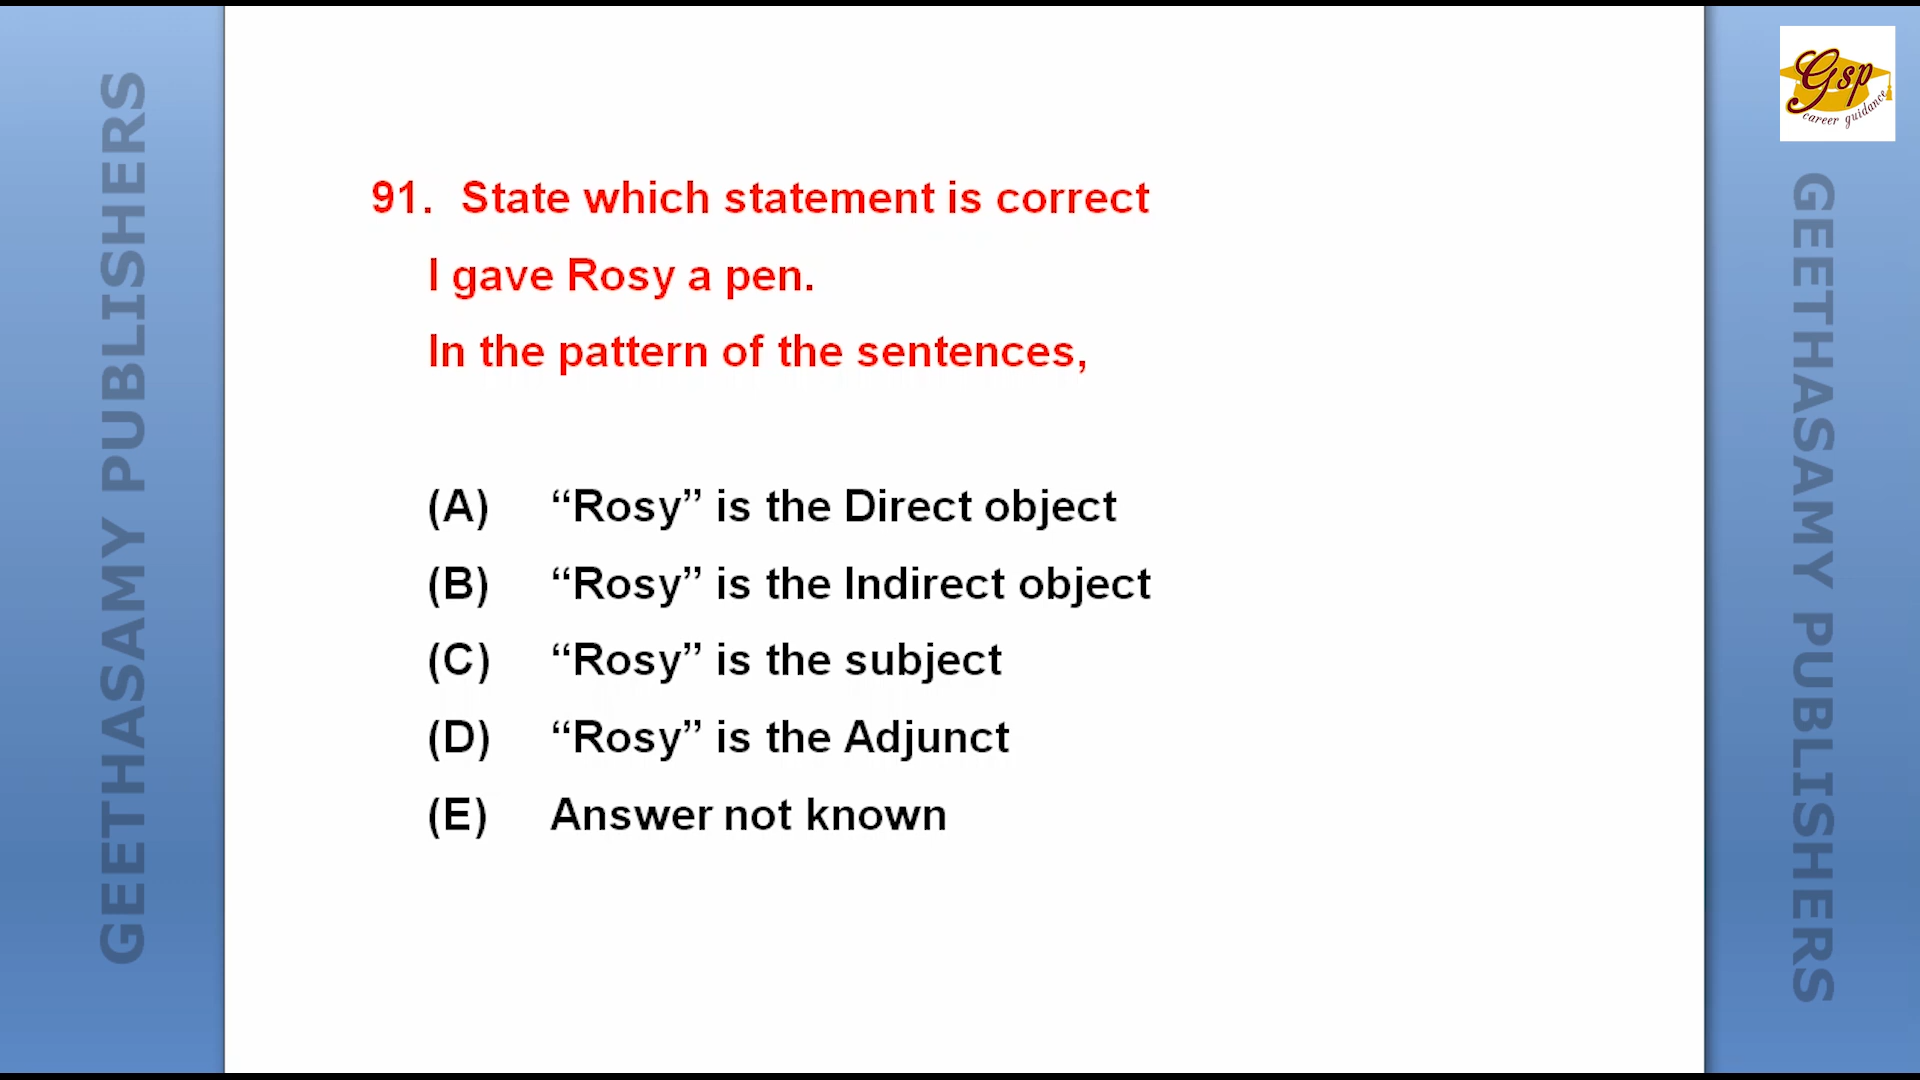 GEETHASAMY PUBLISHERS
Gsp
career guidance
GEETHASAMY PUBLISHERS
91. State which statement is correct
I gave Rosy a pen.
In the pattern of the sentences,
(A) “Rosy” is the Direct object
(B) “Rosy” is the Indirect object
(C) “Rosy” is the subject
(D) “Rosy” is the Adjunct
(E) Answer not known